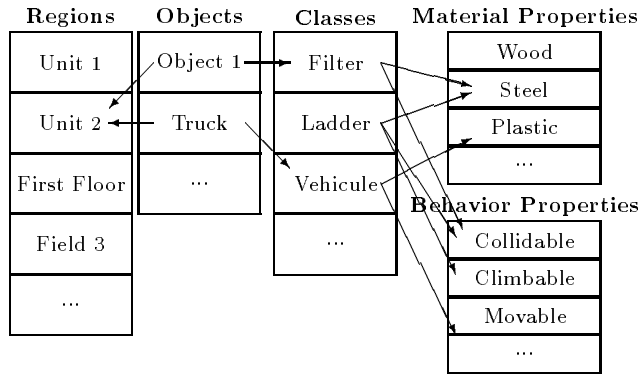 Regions
Unit 1
Unit 2
First Floor
Field 3
...
Objects
Object 1
Truck
...
Classes
Filter
Ladder
Vehicule
...
Material Properties
Wood
Steel
Plastic
...
Behavior Properties
Collidable
Climbable
Movable
...